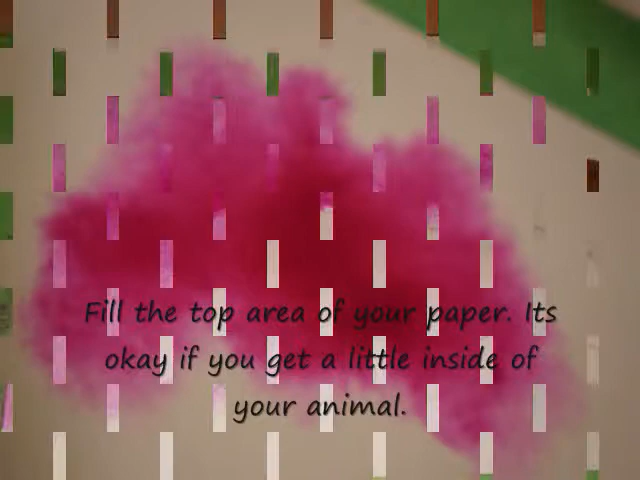 Fill the top area of your paper. Its
okay if you get a little inside of
your animal.